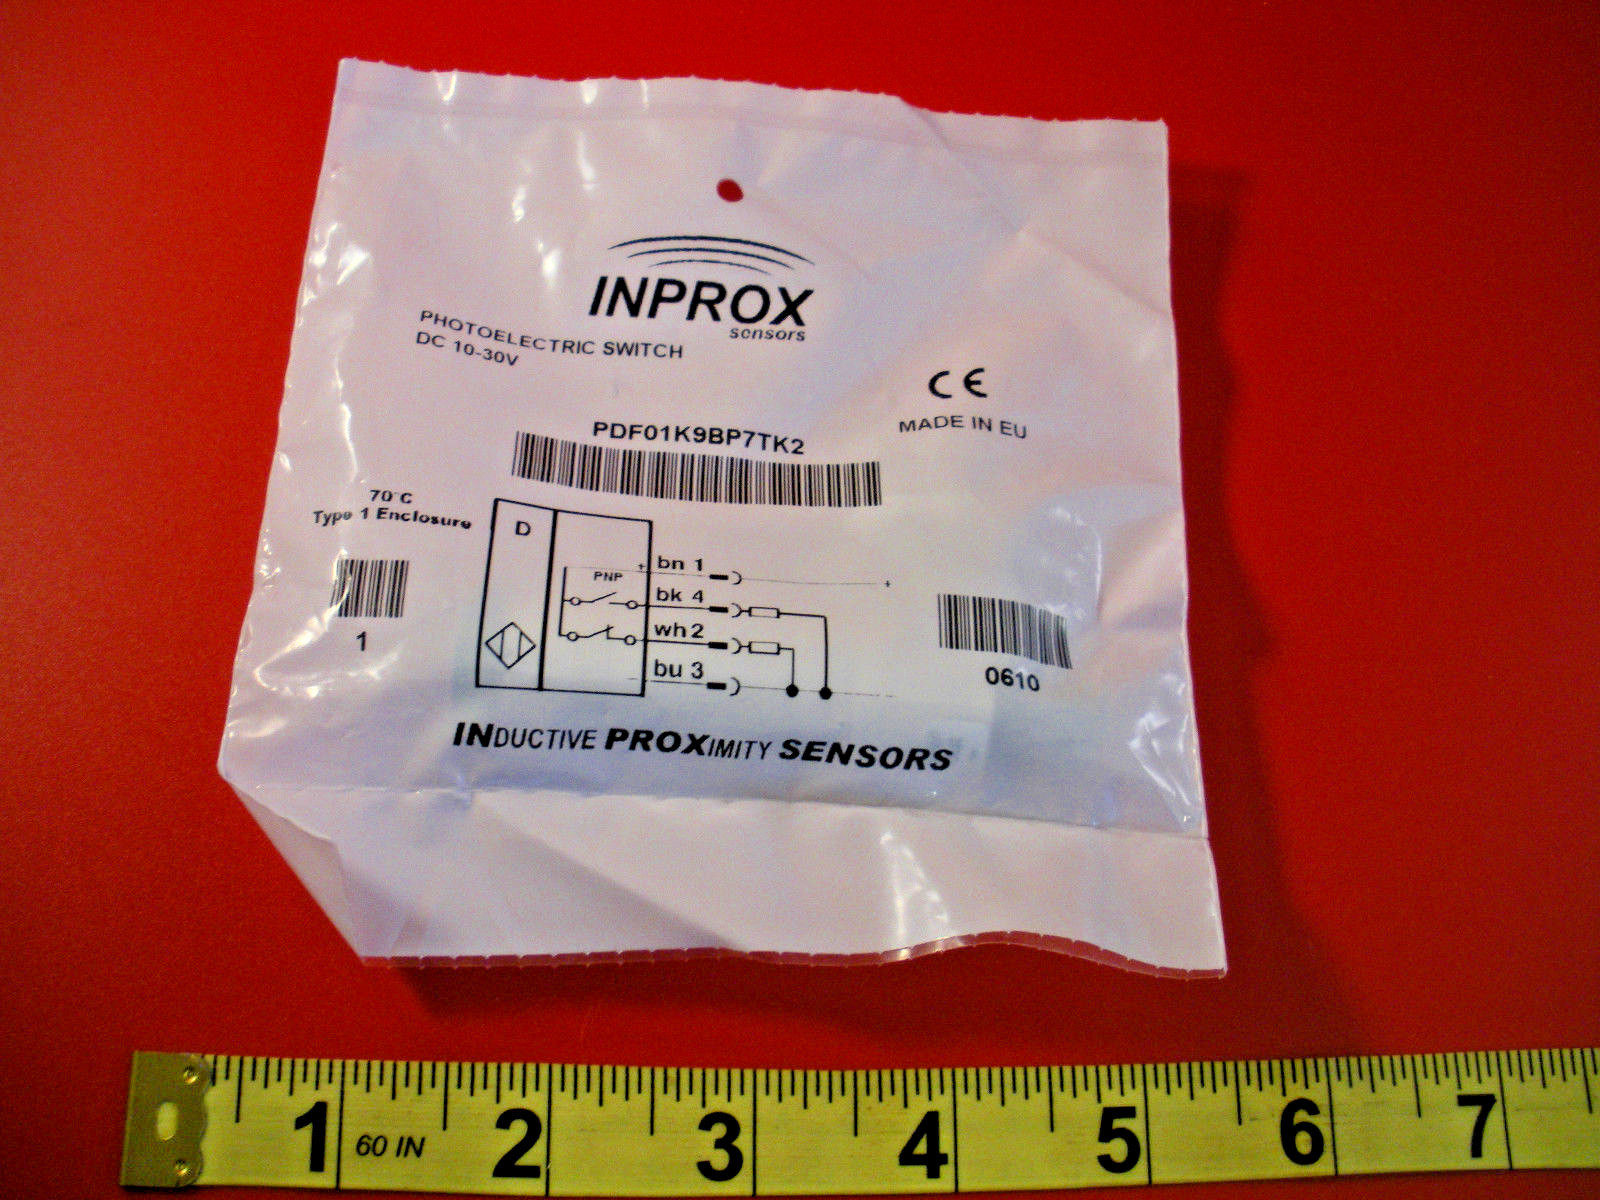 INPROX
sensors
PHOTOELECTRIC SWITCH
DC 10-30V
CE
MADE IN EU
PDF01K9BP7TK2
70°C
Type 1 Enclosure
1
D
PNP
+ bn 1 +
bk 4
wh 2
bu 3
0610
INDUCTIVE PROXIMITY SENSORS
1 60 IN 2 3 4 5 6 7